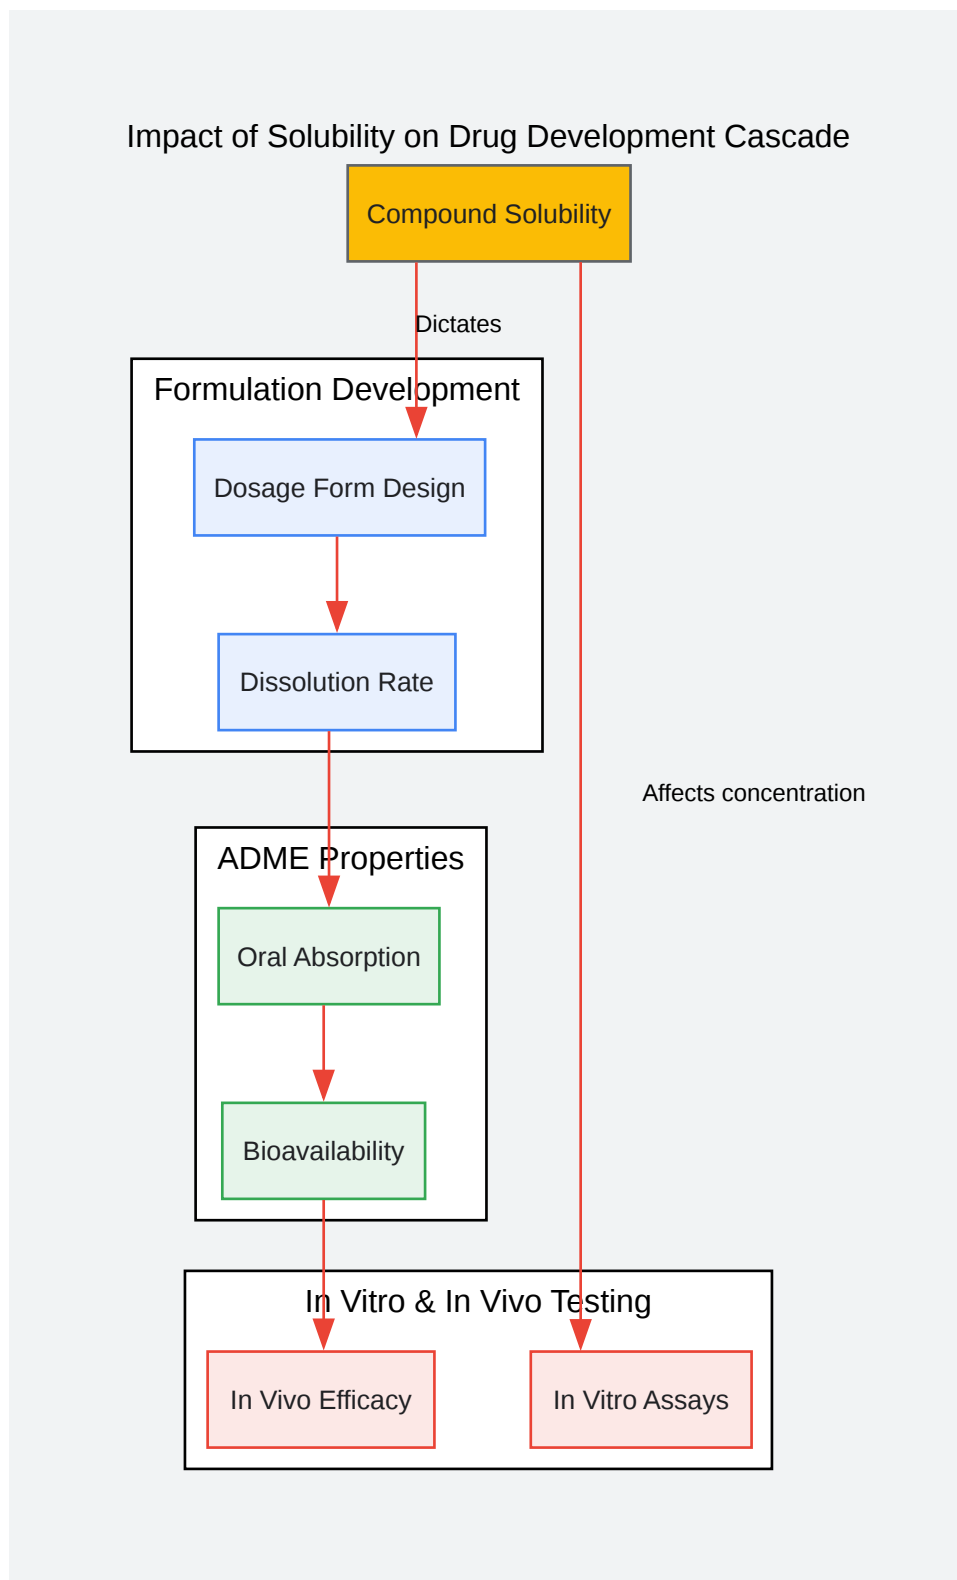 Impact of Solubility on Drug Development Cascade
Compound Solubility
Dictates
Formulation Development
Dosage Form Design
Dissolution Rate
Affects concentration
ADME Properties
Oral Absorption
Bioavailability
In Vitro & In Vivo Testing
In Vivo Efficacy
In Vitro Assays